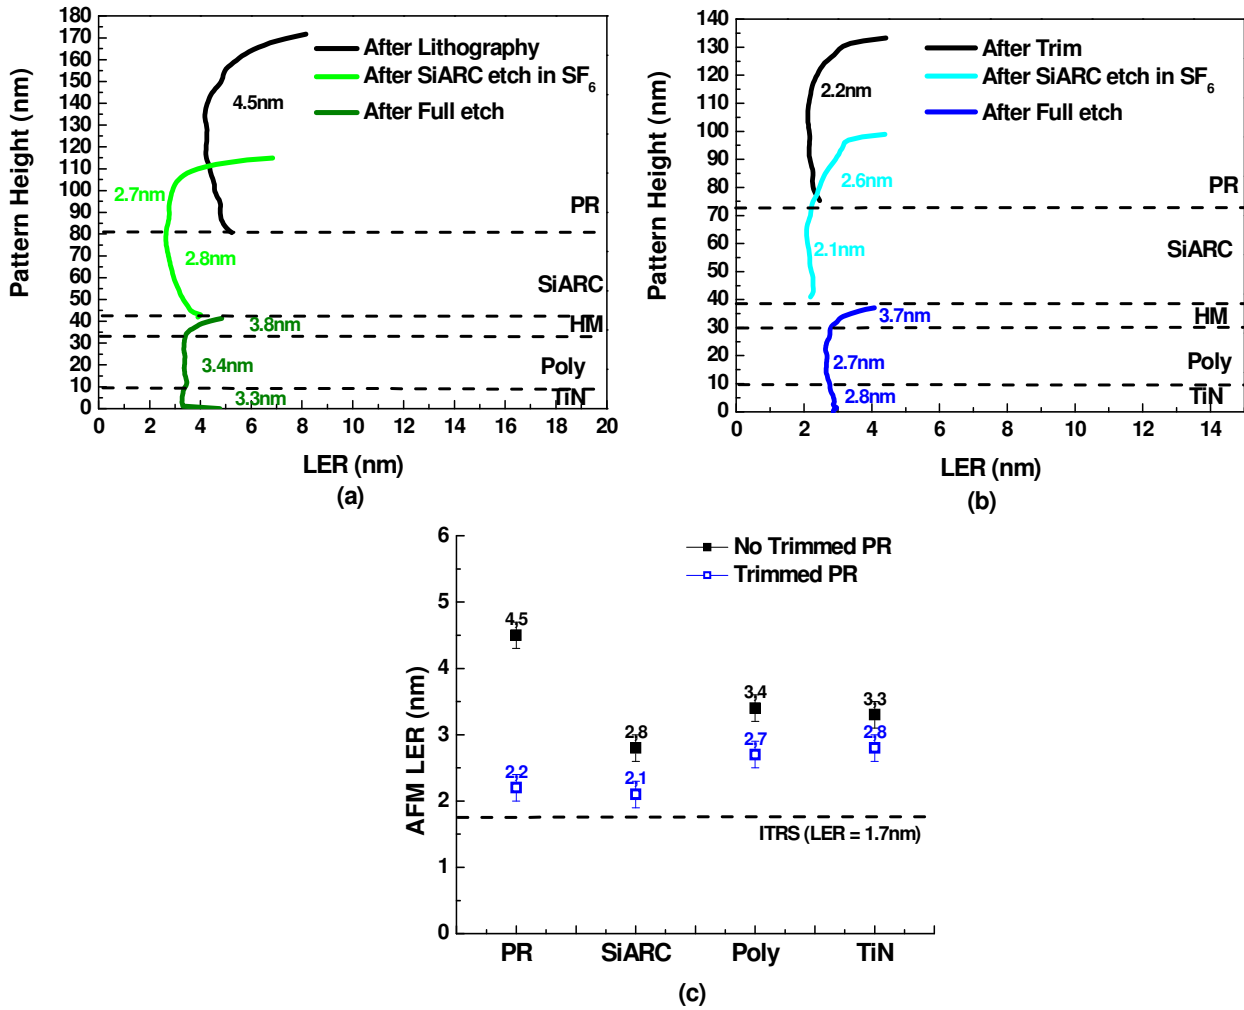 180
170
160
150
140
130
120
110
100
90
80
70
60
50
40
30
20
10
0
Pattern Height (nm)
After Lithography
After SiARC etch in SF6
After Full etch
4.5nm
2.7nm
2.8nm
3.8nm
3.4nm
3.3nm
PR
SiARC
HM
Poly
TiN
0 2 4 6 8 10 12 14 16 18 20
LER (nm)
(a)
140
130
120
110
100
90
80
70
60
50
40
30
20
10
0
Pattern Height (nm)
After Trim
After SiARC etch in SF6
After Full etch
2.2nm
2.6nm
2.1nm
3.7nm
2.7nm
2.8nm
PR
SiARC
HM
Poly
TiN
0 2 4 6 8 10 12 14
LER (nm)
(b)
6
5
4
3
2
1
0
AFM LER (nm)
No Trimmed PR
Trimmed PR
4.5
2.8
3.4
3.3
2.2
2.1
2.7
2.8
ITRS (LER = 1.7nm)
PR SiARC Poly TiN
(c)